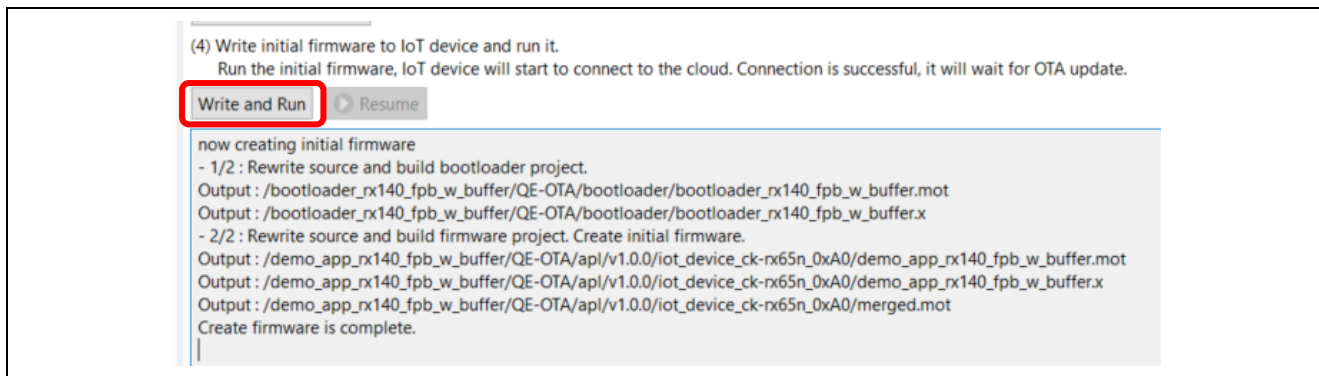 (4) Write initial firmware to IoT device and run it.
Run the initial firmware, IoT device will start to connect to the cloud. Connection is successful, it will wait for OTA update.
Write and Run Resume
now creating initial firmware
- 1/2 : Rewrite source and build bootloader project.
Output : /bootloader_rx140_fpb_w_buffer/QE-OTA/bootloader/bootloader_rx140_fpb_w_buffer.mot
Output : /bootloader_rx140_fpb_w_buffer/QE-OTA/bootloader/bootloader_rx140_fpb_w_buffer.x
- 2/2 : Rewrite source and build firmware project. Create initial firmware.
Output : /demo_app_rx140_fpb_w_buffer/QE-OTA/apl/v1.0.0/iot_device_ck-rx65n_0xA0/demo_app_rx140_fpb_w_buffer.mot
Output : /demo_app_rx140_fpb_w_buffer/QE-OTA/apl/v1.0.0/iot_device_ck-rx65n_0xA0/demo_app_rx140_fpb_w_buffer.x
Output : /demo_app_rx140_fpb_w_buffer/QE-OTA/apl/v1.0.0/iot_device_ck-rx65n_0xA0/merged.mot
Create firmware is complete.